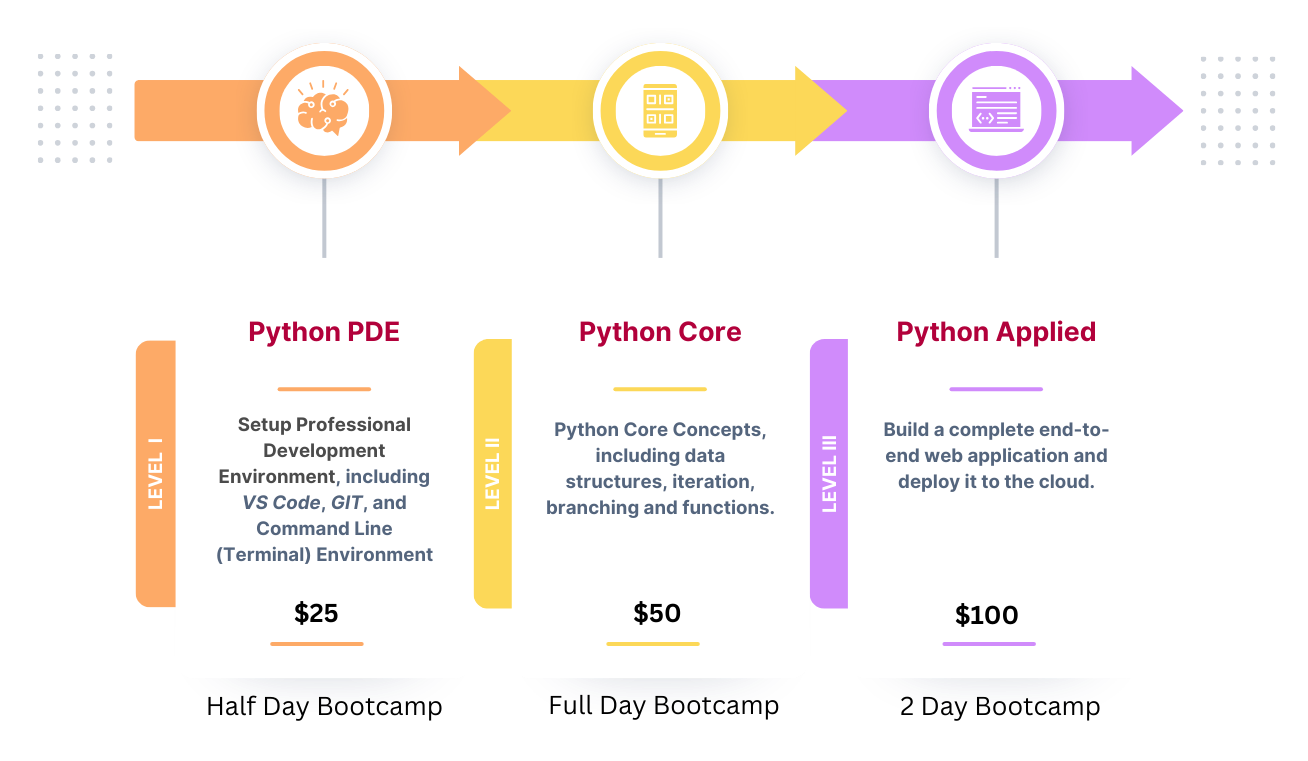 Python PDE
LEVEL I
Setup Professional
Development
Environment, including
VS Code, GIT, and
Command Line
(Terminal) Environment
$25
Half Day Bootcamp
Python Core
LEVEL II
Python Core Concepts,
including data
structures, iteration,
branching and functions.
$50
Full Day Bootcamp
Python Applied
LEVEL III
Build a complete end-to-
end web application and
deploy it to the cloud.
$100
2 Day Bootcamp